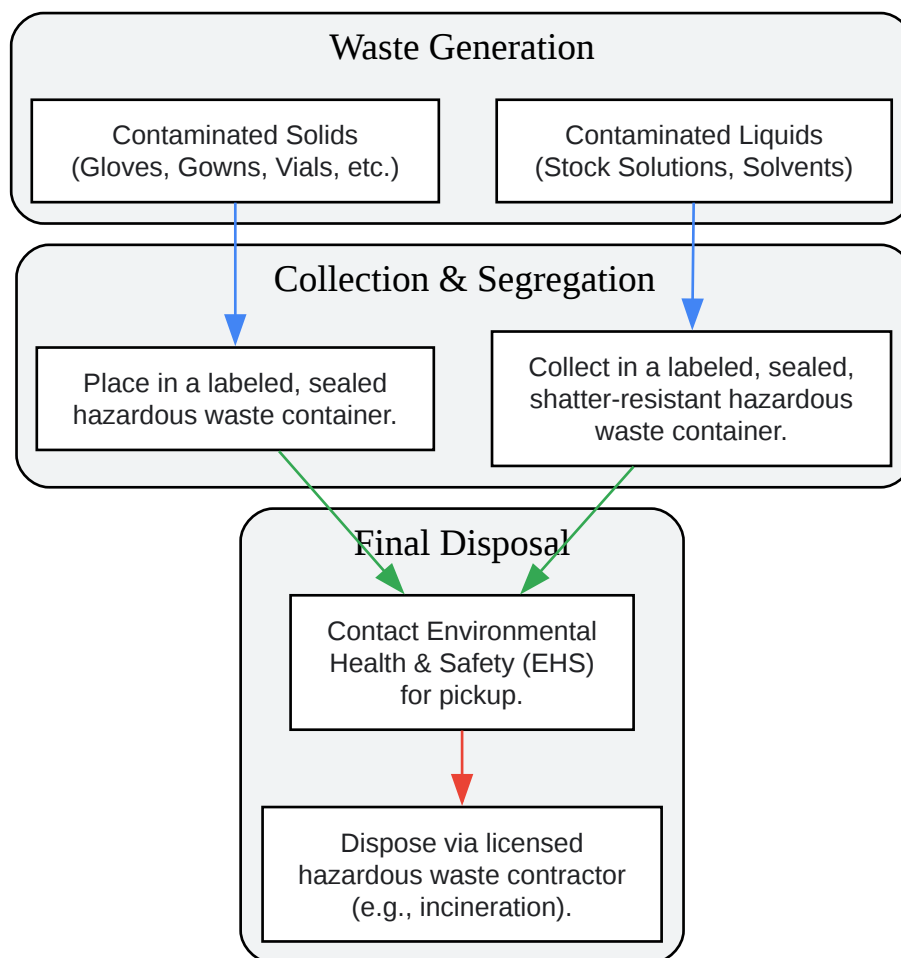 Waste Generation
Contaminated Solids
(Gloves, Gowns, Vials, etc.)
Contaminated Liquids
(Stock Solutions, Solvents)
Collection & Segregation
Place in a labeled, sealed
hazardous waste container.
Collect in a labeled, sealed,
shatter-resistant hazardous
waste container.
Final Disposal
Contact Environmental
Health & Safety (EHS)
for pickup.
Dispose via licensed
hazardous waste contractor
(e.g., incineration).